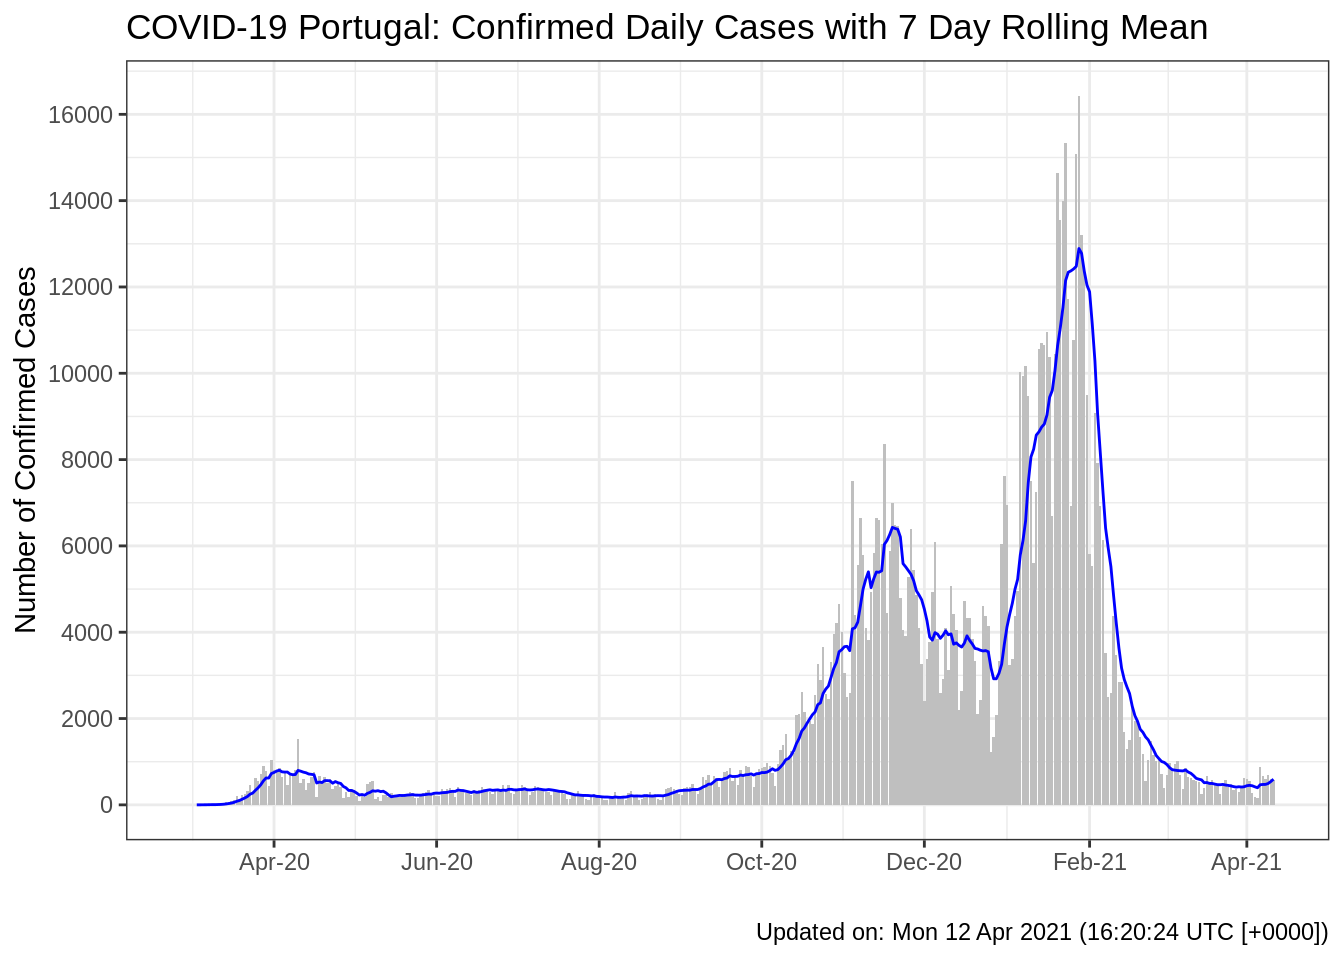 COVID-19 Portugal: Confirmed Daily Cases with 7 Day Rolling Mean
Number of Confirmed Cases
16000
14000
12000
10000
8000
6000
4000
2000
0
Apr-20 Jun-20 Aug-20 Oct-20 Dec-20 Feb-21 Apr-21
Updated on: Mon 12 Apr 2021 (16:20:24 UTC [+0000])